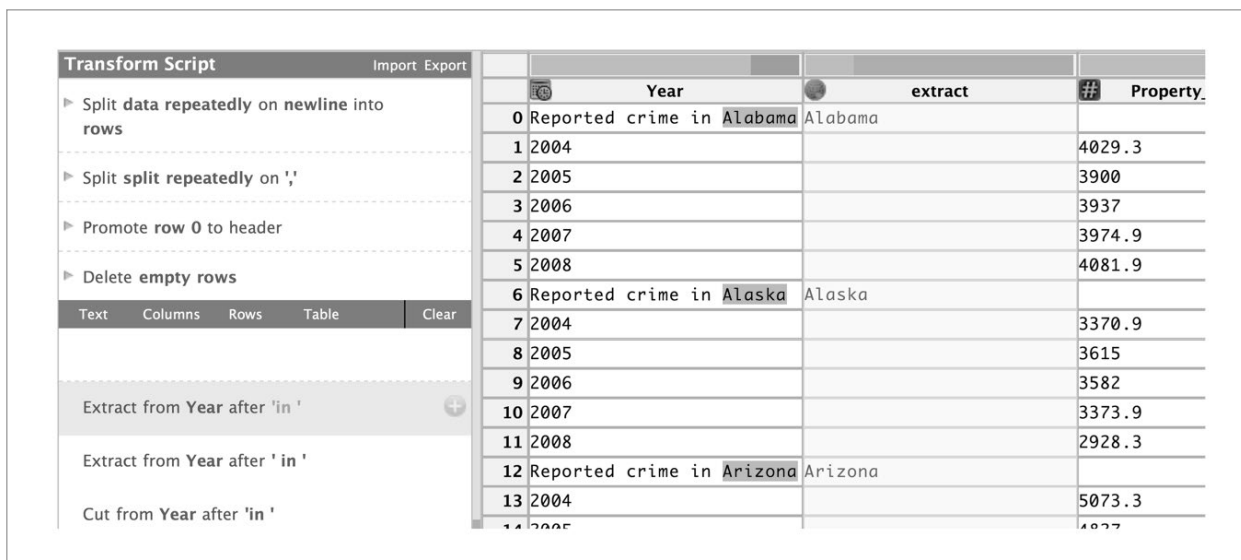 Transform Script Import Export
Split data repeatedly on newline into
rows
Split split repeatedly on ','
Promote row 0 to header
Delete empty rows
Text Columns Rows Table Clear
Extract from Year after 'in '
Extract from Year after ' in '
Cut from Year after 'in '
Year extract # Property_
0 Reported crime in Alabama Alabama
1 2004 4029.3
2 2005 3900
3 2006 3937
4 2007 3974.9
5 2008 4081.9
6 Reported crime in Alaska Alaska
7 2004 3370.9
8 2005 3615
9 2006 3582
10 2007 3373.9
11 2008 2928.3
12 Reported crime in Arizona Arizona
13 2004 5073.3